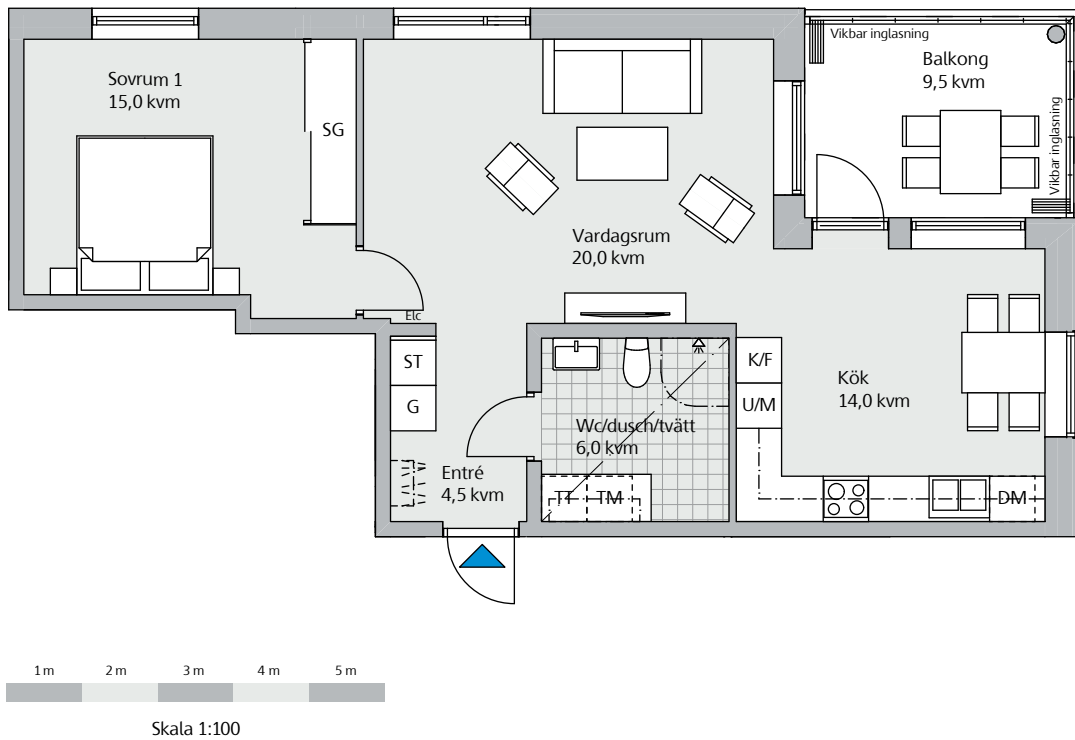 Sovrum 1
15,0 kvm
SG
Vikbar inglasning
Balkong
9,5 kvm
Vikbar inglasning
Vardagsrum
20,0 kvm
Elc
ST
G
K/F
U/M
Kök
14,0 kvm
Wc/dusch/tvätt
6,0 kvm
Entré
4,5 kvm
TT
TM
DM
1 m
2 m
3 m
4 m
5 m
Skala 1:100